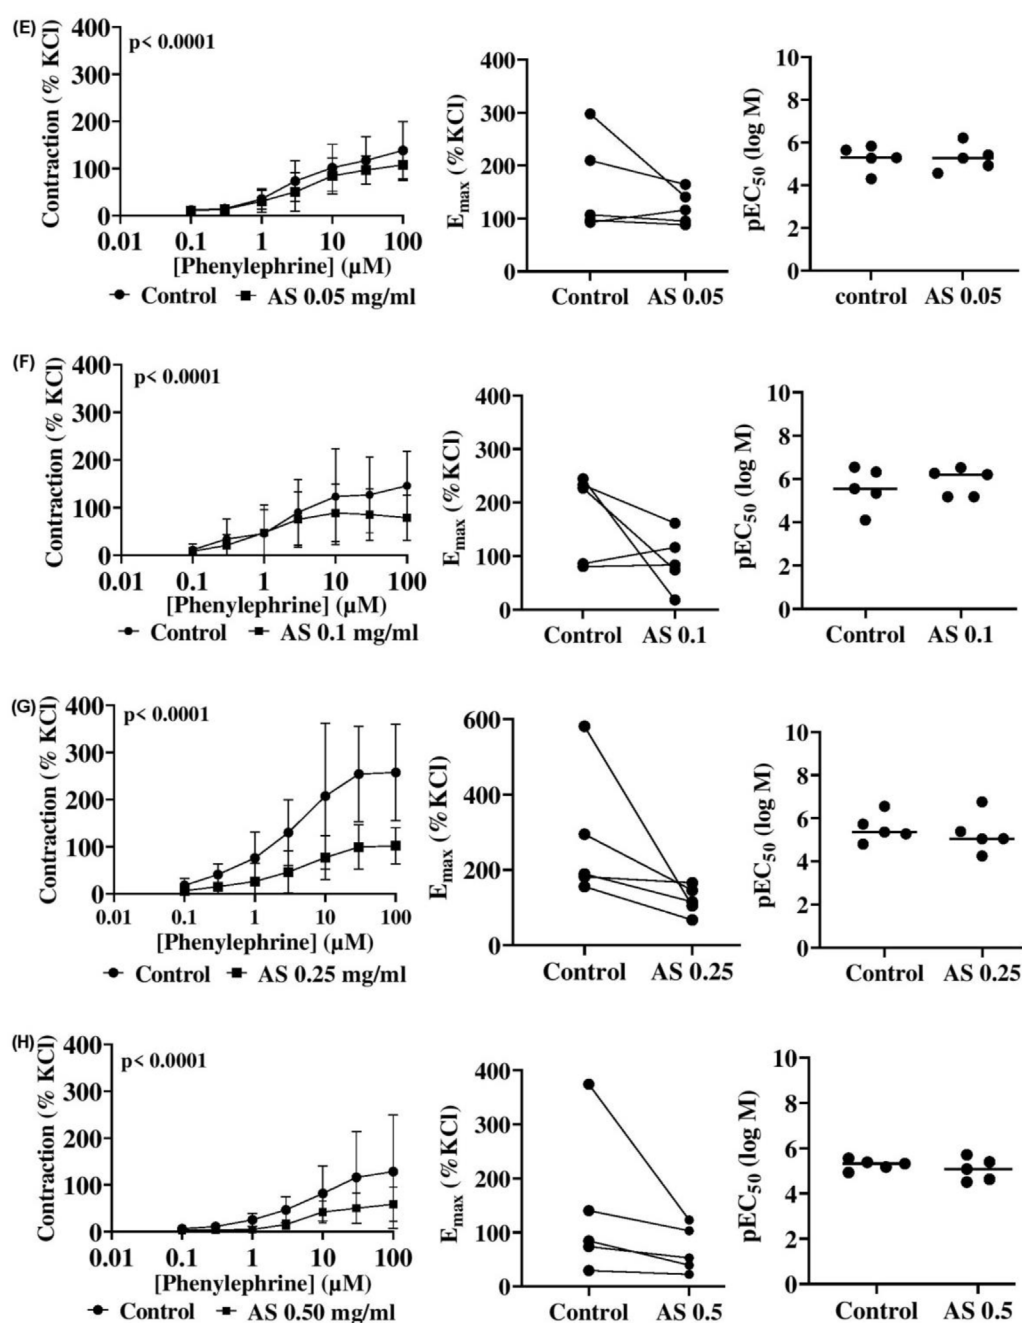 (E)
Contraction (% KCl)
400
300
200
100
0
p< 0.0001
0.01 0.1 1 10 100
[Phenylephrine] (µM)
Control AS 0.05 mg/ml
Emax (%KCl)
400
300
200
100
0
Control AS 0.05
pEC50 (log M)
10
8
6
4
2
0
control AS 0.05
(F)
Contraction (% KCl)
400
300
200
100
0
p< 0.0001
0.01 0.1 1 10 100
[Phenylephrine] (µM)
Control AS 0.1 mg/ml
Emax (%KCl)
400
300
200
100
0
Control AS 0.1
pEC50 (log M)
10
8
6
4
2
0
Control AS 0.1
(G)
Contraction (% KCl)
400
300
200
100
0
p< 0.0001
0.01 0.1 1 10 100
[Phenylephrine] (µM)
Control AS 0.25 mg/ml
Emax (%KCl)
600
400
200
0
Control AS 0.25
pEC50 (log M)
10
8
6
4
2
0
Control AS 0.25
(H)
Contraction (% KCl)
400
300
200
100
0
p< 0.0001
0.01 0.1 1 10 100
[Phenylephrine] (µM)
Control AS 0.50 mg/ml
Emax (%KCl)
400
300
200
100
0
Control AS 0.5
pEC50 (log M)
10
8
6
4
2
0
Control AS 0.5